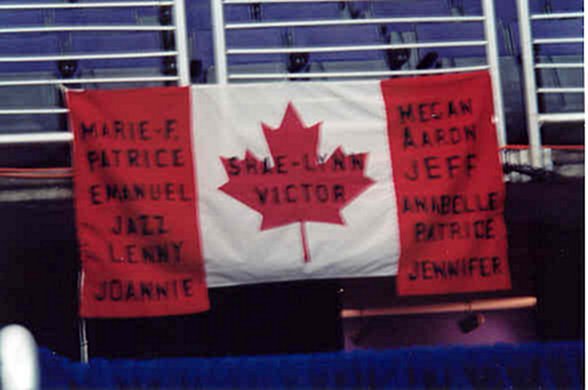 MARIE-F.
PATRICE
EMANUEL
JAZZ
LENNY
JOANNIE
SHAE-LYNN
VICTOR
MEGAN
AARON
JEFF
ANABELLE
PATRICE
JENNIFER